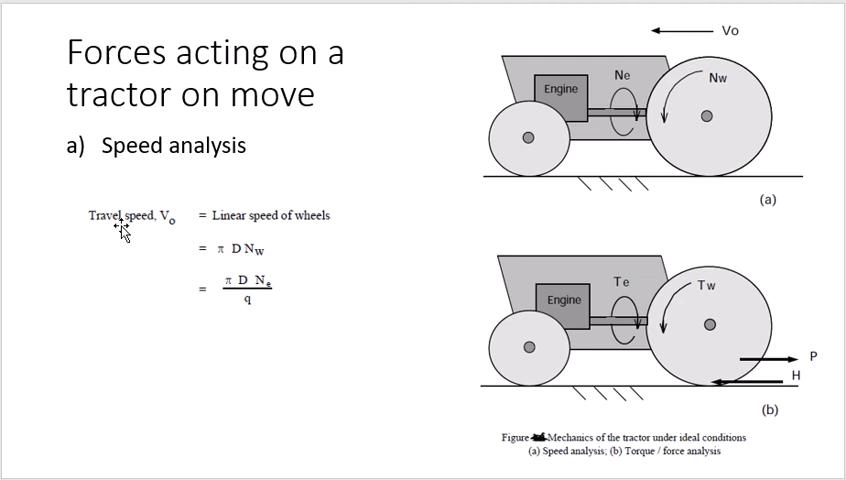 Forces acting on a
tractor on move
a) Speed analysis
Travel speed, Vo = Linear speed of wheels
= π D NW
= π D Ne
q
Vo
Engine
Ne
Nw
(a)
Engine
Te
Tw
P
H
(b)
Figure Mechanics of the tractor under ideal conditions
(a) Speed analysis; (b) Torque / force analysis